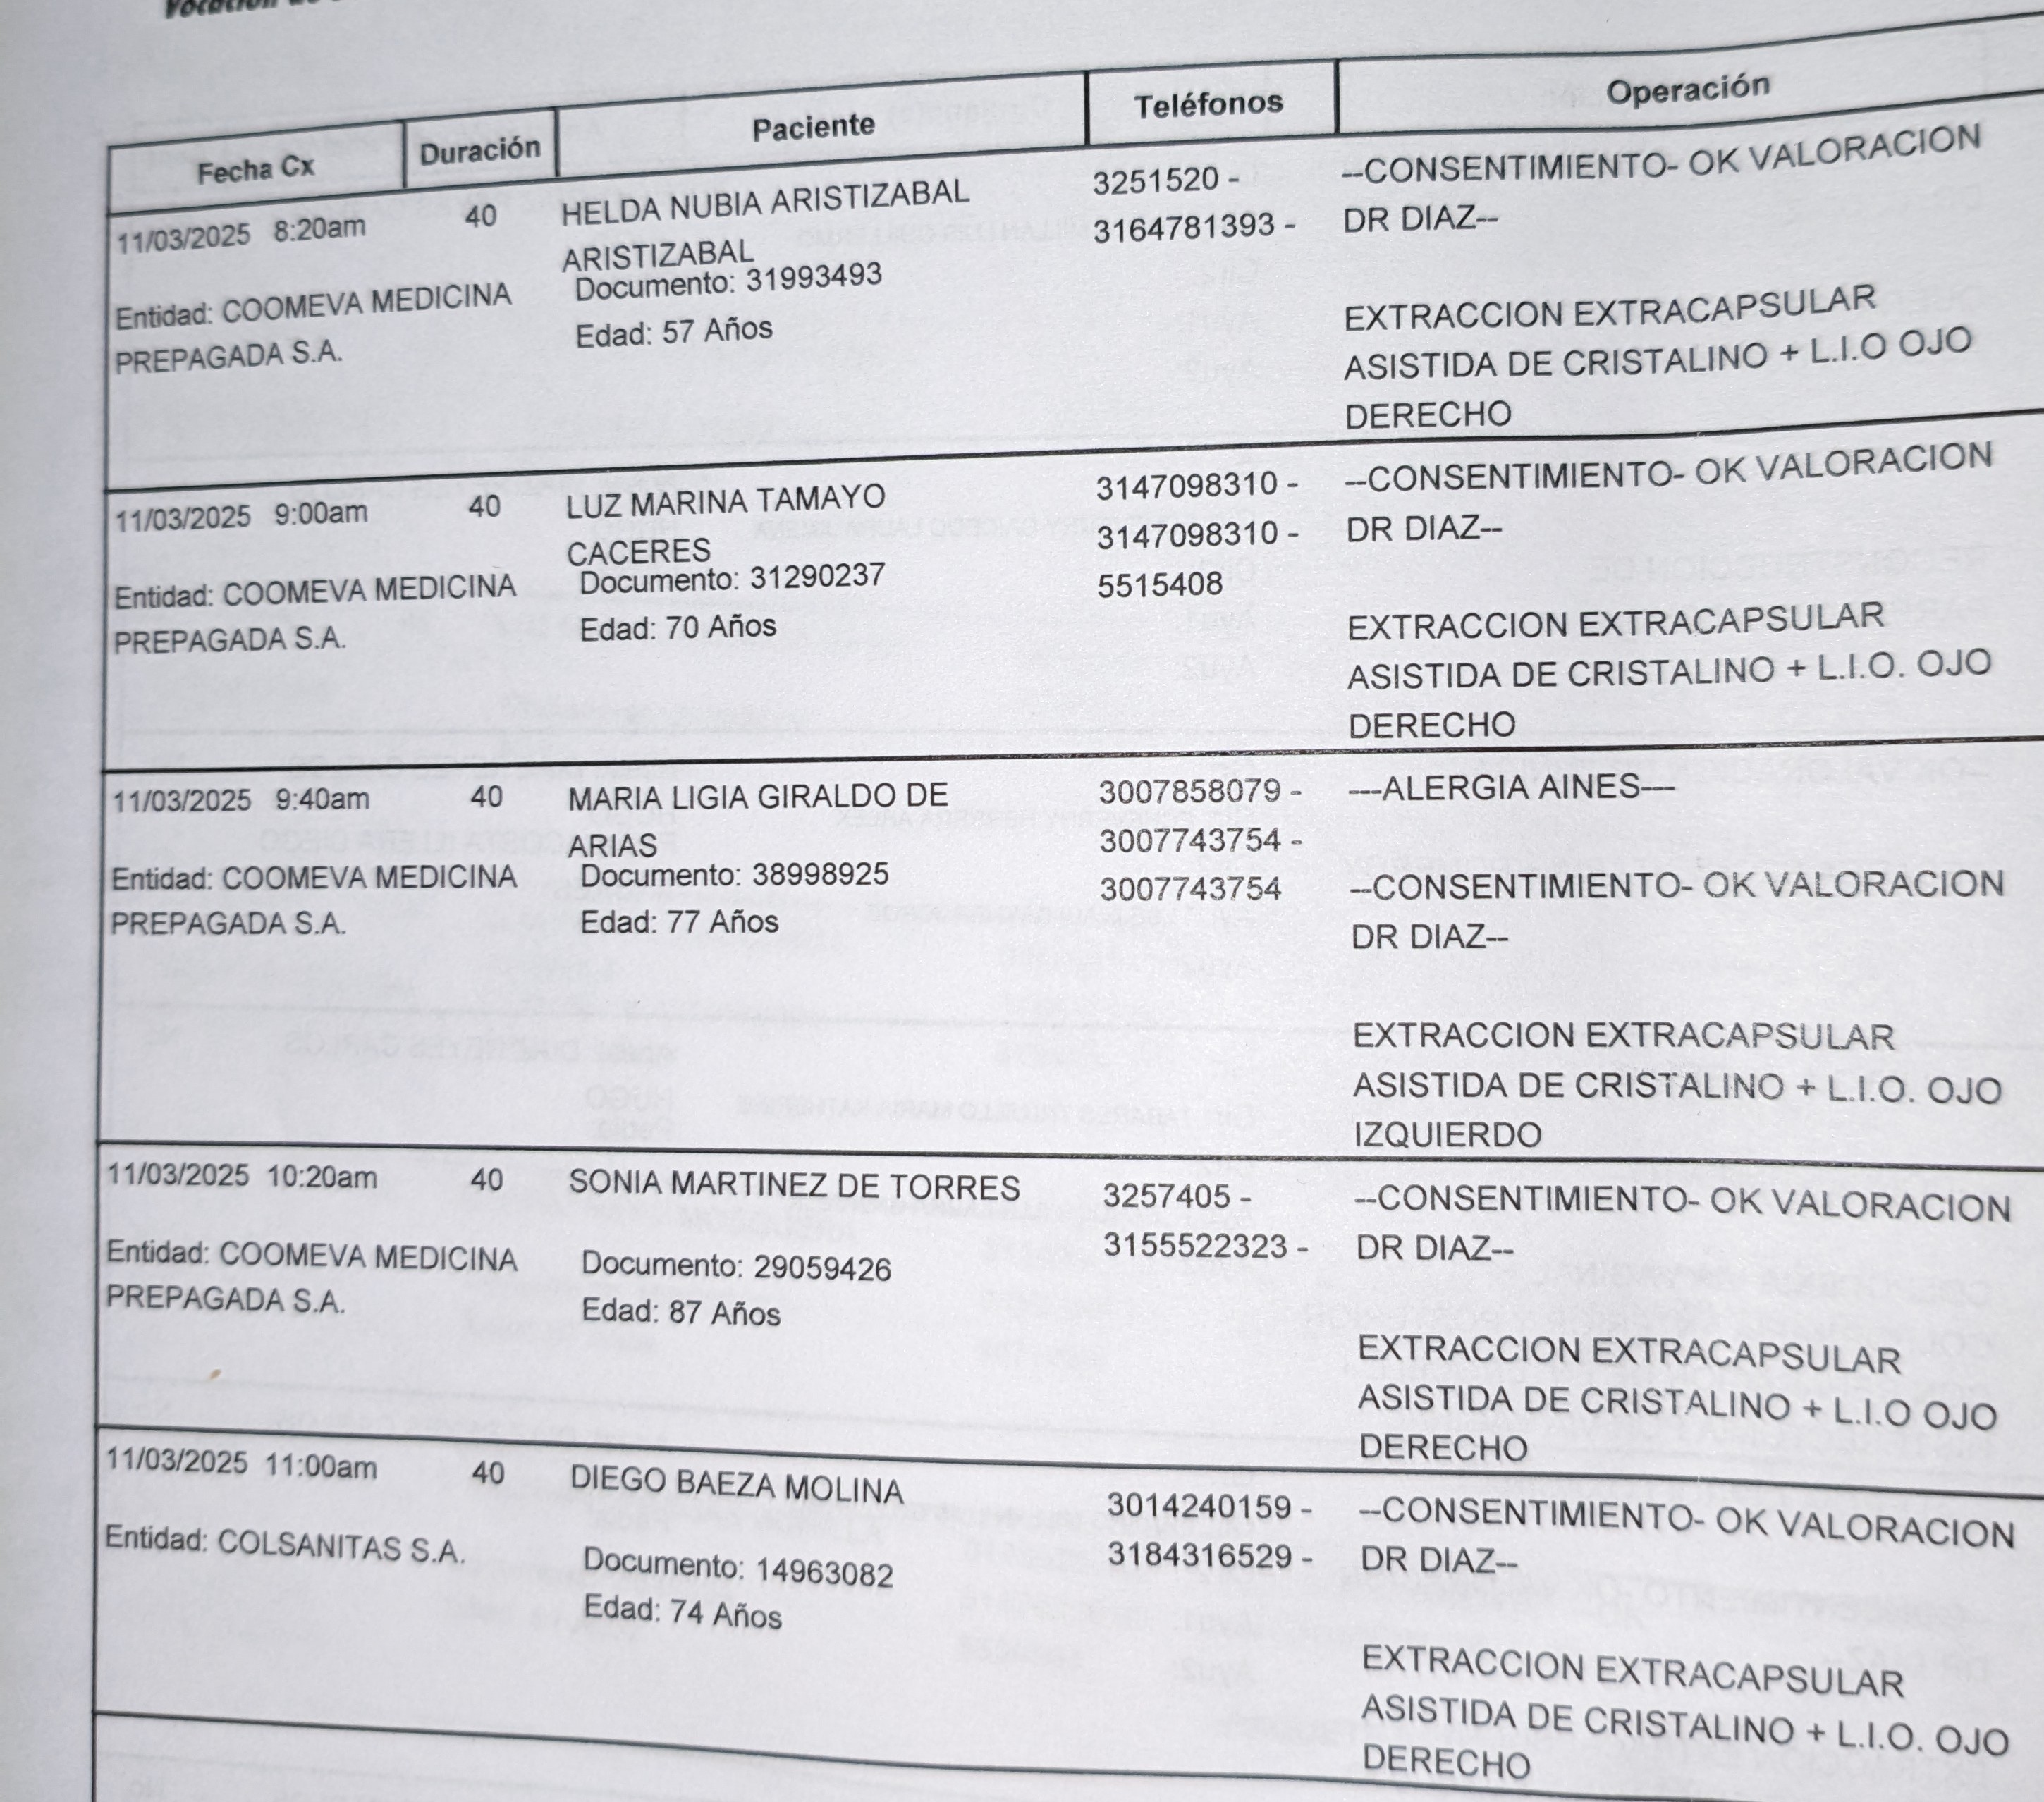 Fecha Cx Duración Paciente Teléfonos Operación
11/03/2025 8:20am 40 HELDA NUBIA ARISTIZABAL 3251520 - --CONSENTIMIENTO- OK VALORACION
ARISTIZABAL 3164781393 - DR DIAZ--
Entidad: COOMEVA MEDICINA Documento: 31993493
PREPAGADA S.A. Edad: 57 Años EXTRACCION EXTRACAPSULAR
ASISTIDA DE CRISTALINO + L.I.O OJO
DERECHO
11/03/2025 9:00am 40 LUZ MARINA TAMAYO 3147098310 - --CONSENTIMIENTO- OK VALORACION
CACERES 3147098310 - DR DIAZ--
Entidad: COOMEVA MEDICINA Documento: 31290237 5515408
PREPAGADA S.A. Edad: 70 Años EXTRACCION EXTRACAPSULAR
ASISTIDA DE CRISTALINO + L.I.O. OJO
DERECHO
11/03/2025 9:40am 40 MARIA LIGIA GIRALDO DE 3007858079 - ---ALERGIA AINES---
ARIAS 3007743754 -
Entidad: COOMEVA MEDICINA Documento: 38998925 3007743754 --CONSENTIMIENTO- OK VALORACION
PREPAGADA S.A. Edad: 77 Años DR DIAZ--
EXTRACCION EXTRACAPSULAR
ASISTIDA DE CRISTALINO + L.I.O. OJO
IZQUIERDO
11/03/2025 10:20am 40 SONIA MARTINEZ DE TORRES 3257405 - --CONSENTIMIENTO- OK VALORACION
3155522323 - DR DIAZ--
Entidad: COOMEVA MEDICINA Documento: 29059426
PREPAGADA S.A. Edad: 87 Años
EXTRACCION EXTRACAPSULAR
ASISTIDA DE CRISTALINO + L.I.O OJO
DERECHO
11/03/2025 11:00am 40 DIEGO BAEZA MOLINA 3014240159 - --CONSENTIMIENTO- OK VALORACION
3184316529 - DR DIAZ--
Entidad: COLSANITAS S.A. Documento: 14963082
Edad: 74 Años
EXTRACCION EXTRACAPSULAR
ASISTIDA DE CRISTALINO + L.I.O. OJO
DERECHO